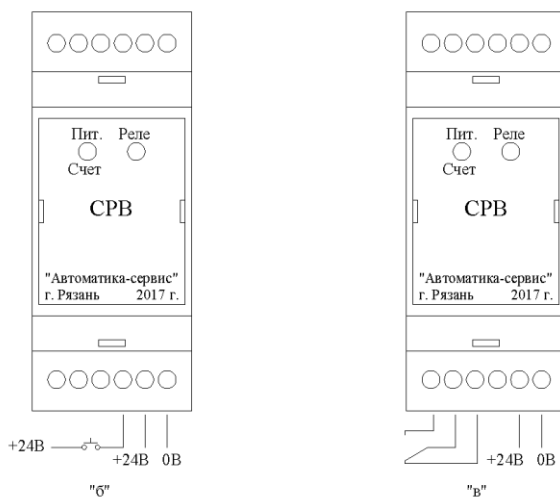 Пит. Реле
Счет
СРВ
"Автоматика-сервис"
г. Рязань 2017 г.
+24В
+24В 0В
"б"
Пит. Реле
Счет
СРВ
"Автоматика-сервис"
г. Рязань 2017 г.
+24В 0В
"в"